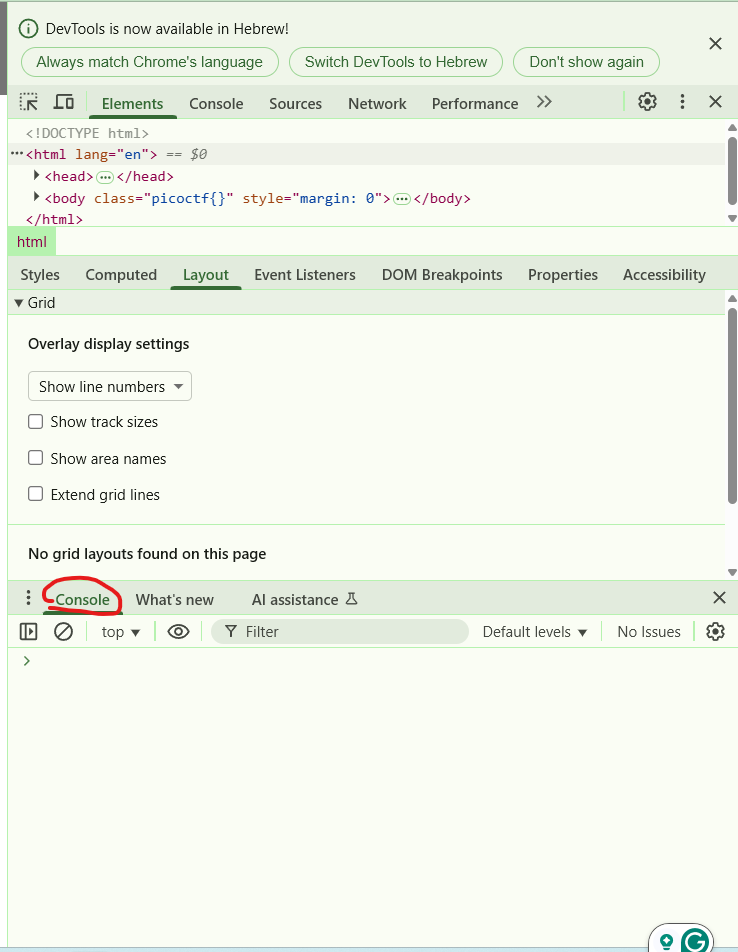 DevTools is now available in Hebrew!
Always match Chrome's language Switch DevTools to Hebrew Don't show again
Elements Console Sources Network Performance
<!DOCTYPE html>
<html lang="en"> == $0
<head> </head>
<body class="picoctf{}" style="margin: 0"> </body>
</html>
html
Styles Computed Layout Event Listeners DOM Breakpoints Properties Accessibility
Grid
Overlay display settings
Show line numbers
Show track sizes
Show area names
Extend grid lines
No grid layouts found on this page
Console What's new AI assistance
top Filter Default levels No Issues